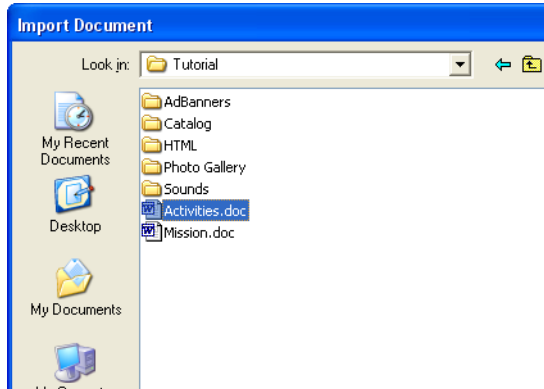 Import Document
Look in:
Tutorial
AdBanners
Catalog
HTML
Photo Gallery
Sounds
Activities.doc
Mission.doc
My Recent
Documents
Desktop
My Documents